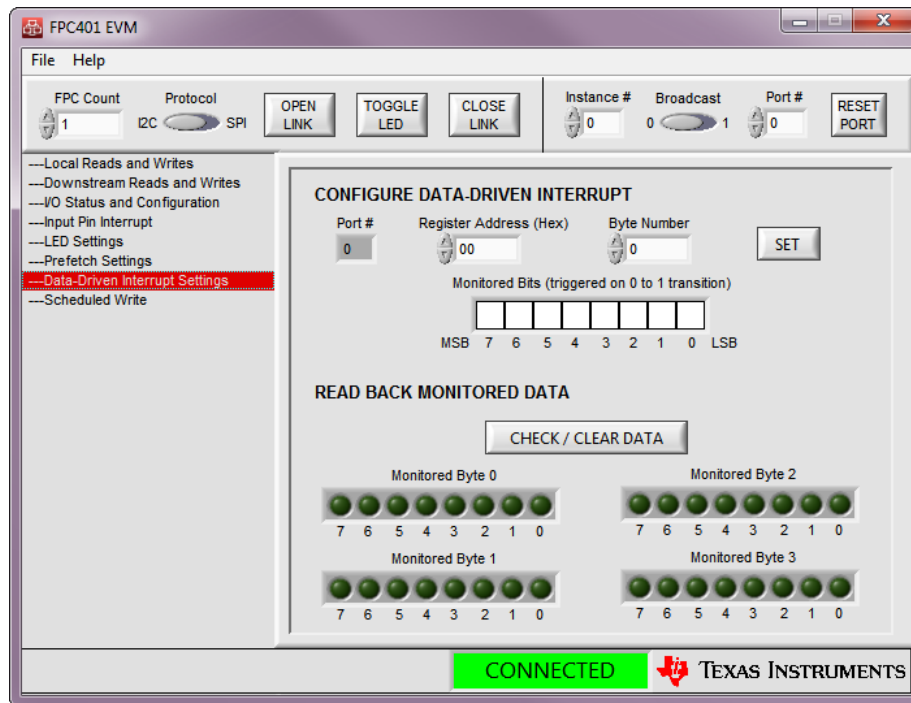 FPC401 EVM
File Help
FPC Count Protocol Instance # Broadcast Port #
1 I2C SPI OPEN LINK TOGGLE LED CLOSE LINK 0 0 1 0 RESET PORT
---Local Reads and Writes
---Downstream Reads and Writes
---I/O Status and Configuration
---Input Pin Interrupt
---LED Settings
---Prefetch Settings
---Data-Driven Interrupt Settings
---Scheduled Write
CONFIGURE DATA-DRIVEN INTERRUPT
Port # Register Address (Hex) Byte Number
0 00 0 SET
Monitored Bits (triggered on 0 to 1 transition)
MSB 7 6 5 4 3 2 1 0 LSB
READ BACK MONITORED DATA
CHECK / CLEAR DATA
Monitored Byte 0 Monitored Byte 2
7 6 5 4 3 2 1 0 7 6 5 4 3 2 1 0
Monitored Byte 1 Monitored Byte 3
7 6 5 4 3 2 1 0 7 6 5 4 3 2 1 0
CONNECTED TEXAS INSTRUMENTS